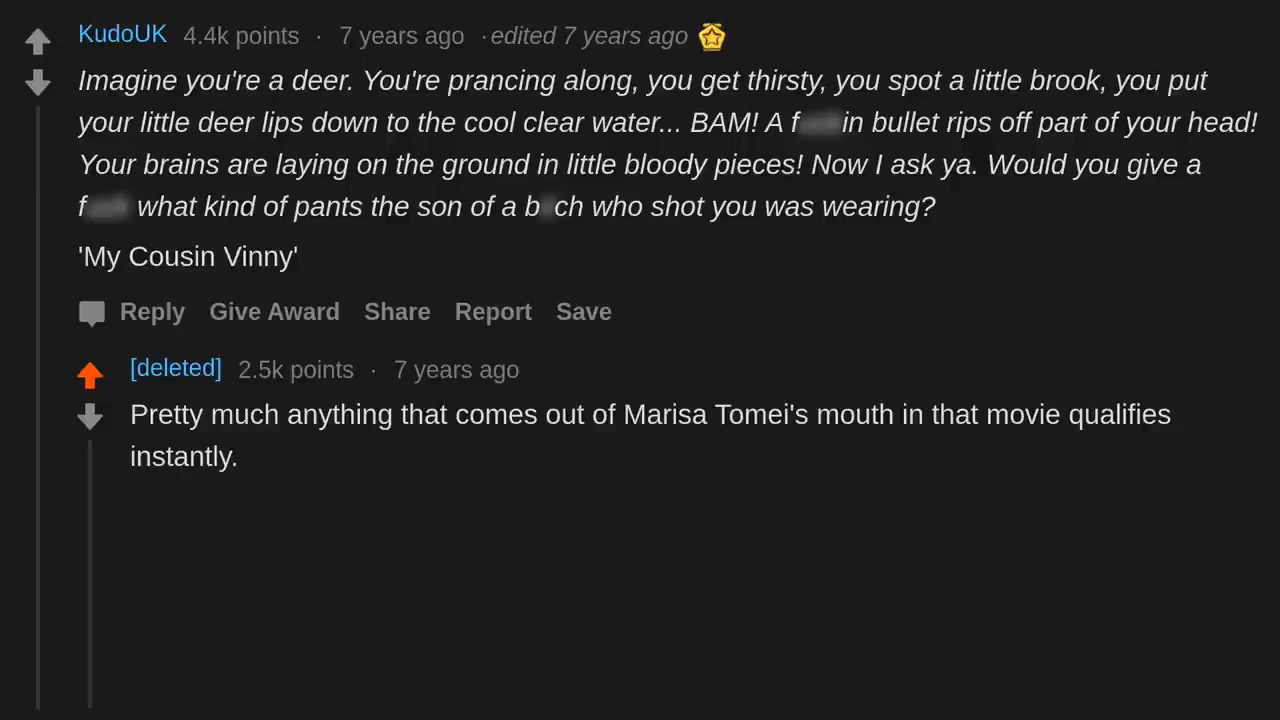 KudoUK 4.4k points · 7 years ago · edited 7 years ago
Imagine you're a deer. You're prancing along, you get thirsty, you spot a little brook, you put
your little deer lips down to the cool clear water... BAM! A f in bullet rips off part of your head!
Your brains are laying on the ground in little bloody pieces! Now I ask ya. Would you give a
f what kind of pants the son of a b ch who shot you was wearing?
'My Cousin Vinny'
Reply Give Award Share Report Save
[deleted] 2.5k points · 7 years ago
Pretty much anything that comes out of Marisa Tomei's mouth in that movie qualifies
instantly.